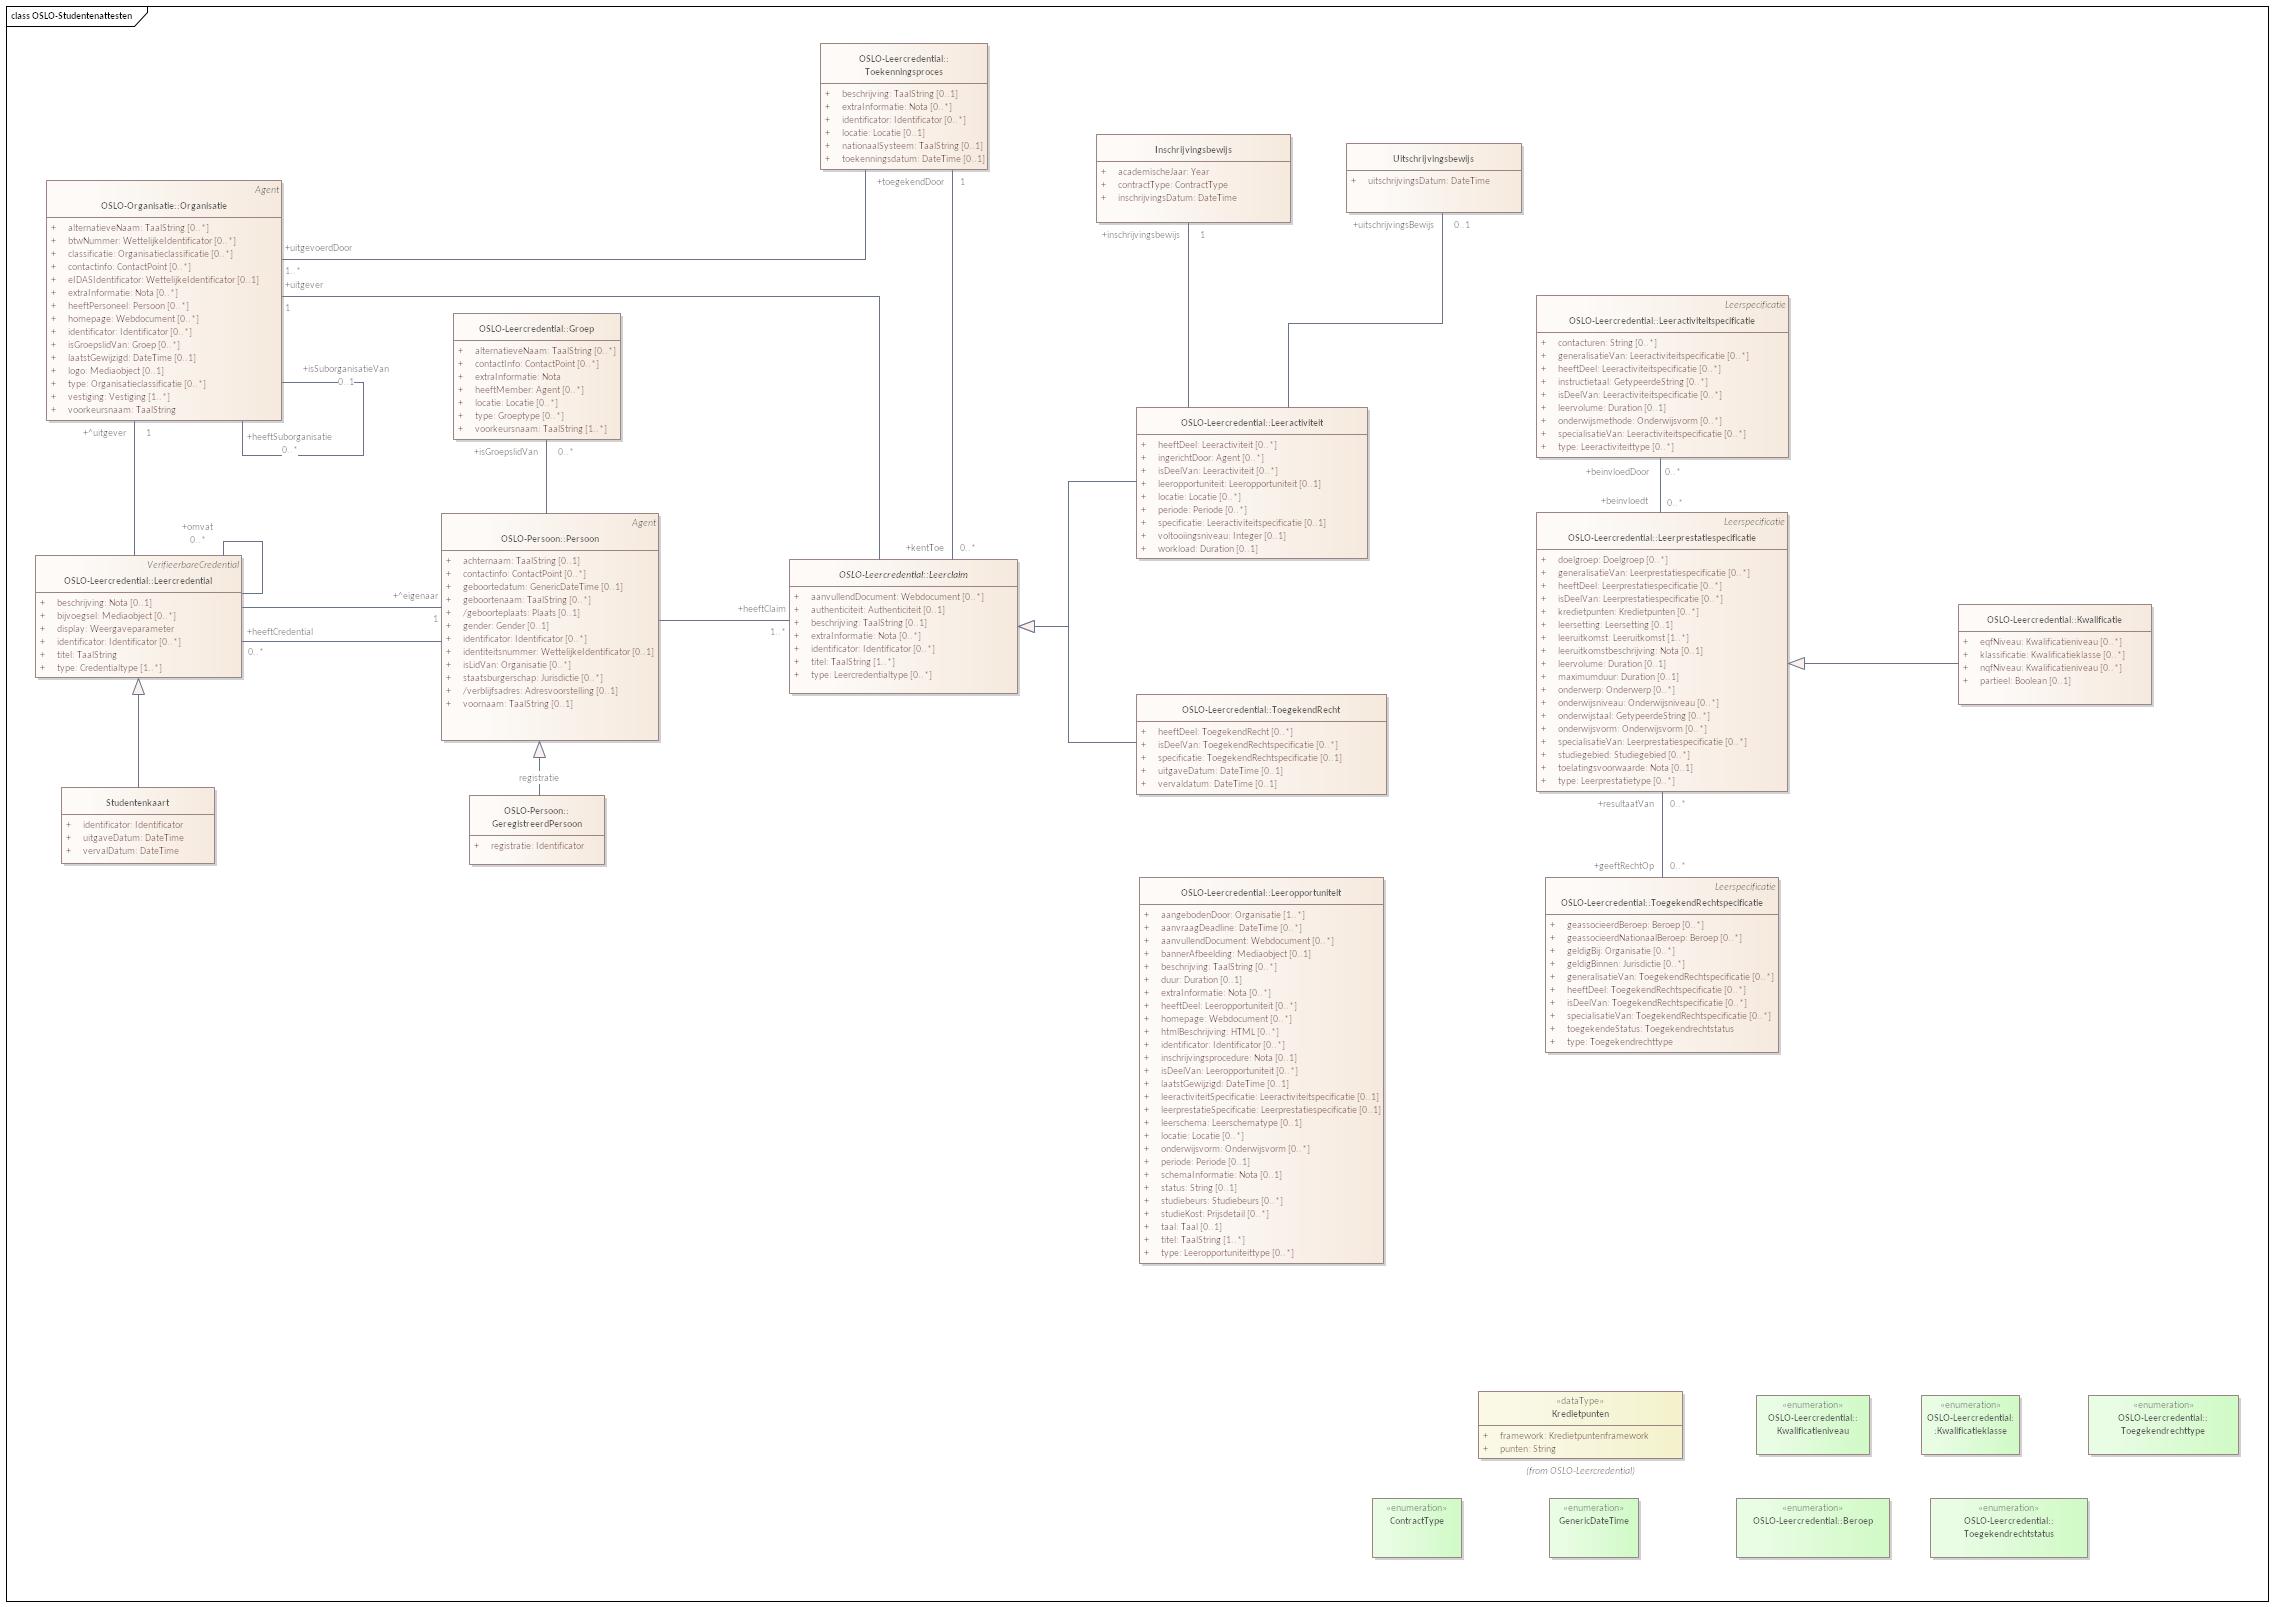 class OSLO-Studentenattesten
OSLO-Leercredential::
Toekenningsproces
+ beschrijving: TaalString [0..1]
+ extraInformatie: Nota [0..*]
+ identificator: Identificator [0..*]
+ locatie: Locatie [0..1]
+ nationaalSysteem: TaalString [0..1]
+ toekenningsdatum: DateTime [0..1]
+toegekendDoor 1
Inschrijvingsbewijs
+ academischeJaar: Year
+ contractType: ContractType
+ inschrijvingsDatum: DateTime
+inschrijvingsbewijs 1
Uitschrijvingsbewijs
+ uitschrijvingsDatum: DateTime
+uitschrijvingsBewijs 0..1
Agent
OSLO-Organisatie::Organisatie
+ alternatieveNaam: TaalString [0..*]
+ btwNummer: WettelijkeIdentificator [0..*]
+ classificatie: Organisatieclassificatie [0..*]
+ contactinfo: ContactPoint [0..*]
+ eIDASIdentificator: WettelijkeIdentificator [0..1]
+ extraInformatie: Nota [0..*]
+ heeftPersoneel: Persoon [0..*]
+ homepage: Webdocument [0..*]
+ identificator: Identificator [0..*]
+ isGroepslidVan: Groep [0..*]
+ laatstGewijzigd: DateTime [0..1]
+ logo: Mediaobject [0..1]
+ type: Organisatieclassificatie [0..*]
+ vestiging: Vestiging [1..*]
+ voorkeursnaam: TaalString
+uitgevoerdDoor
1..*
+uitgever
1
+isSuborganisatieVan
0..1
+heeftSuborganisatie
0..*
+^uitgever 1
OSLO-Leercredential::Groep
+ alternatieveNaam: TaalString [0..*]
+ contactInfo: ContactPoint [0..*]
+ extraInformatie: Nota
+ heeftMember: Agent [0..*]
+ locatie: Locatie [0..*]
+ type: Groeptype [0..*]
+ voorkeursnaam: TaalString [1..*]
+isGroepslidVan 0..*
Leerspecificatie
OSLO-Leercredential::Leeractiviteitspecificatie
+ contacturen: String [0..*]
+ generalisatieVan: Leeractiviteitspecificatie [0..*]
+ heeftDeel: Leeractiviteitspecificatie [0..*]
+ instructietaal: GetypeerdeString [0..*]
+ isDeelVan: Leeractiviteitspecificatie [0..*]
+ leervolume: Duration [0..1]
+ onderwijsmethode: Onderwijsvorm [0..*]
+ specialisatieVan: Leeractiviteitspecificatie [0..*]
+ type: Leeractiviteittype [0..*]
+beinvloedDoor 0..*
+beinvloedt 0..*
OSLO-Leercredential::Leeractiviteit
+ heeftDeel: Leeractiviteit [0..*]
+ ingerichtDoor: Agent [0..*]
+ isDeelVan: Leeractiviteit [0..*]
+ leeropportuniteit: Leeropportuniteit [0..1]
+ locatie: Locatie [0..*]
+ periode: Periode [0..*]
+ specificatie: Leeractiviteitspecificatie [0..1]
+ voltooiingsniveau: Integer [0..1]
+ workload: Duration [0..1]
+omvat
0..*
VerifieerbareCredential
OSLO-Leercredential::Leercredential
+ beschrijving: Nota [0..1]
+ bijvoegsel: Mediaobject [0..*]
+ display: Weergaveparameter
+ identificator: Identificator [0..*]
+ titel: TaalString
+ type: Credentialtype [1..*]
+^eigenaar
1
+heeftCredential
0..*
Agent
OSLO-Persoon::Persoon
+ achternaam: TaalString [0..1]
+ contactinfo: ContactPoint [0..*]
+ geboortedatum: GenericDateTime [0..1]
+ geboortenaam: TaalString [0..*]
+ /geboorteplaats: Plaats [0..1]
+ gender: Gender [0..1]
+ identificator: Identificator [0..*]
+ identiteitsnummer: WettelijkeIdentificator [0..1]
+ isLidVan: Organisatie [0..*]
+ staatsburgerschap: Jurisdictie [0..*]
+ /verblijfsadres: Adresvoorstelling [0..1]
+ voornaam: TaalString [0..1]
+heeftClaim
1..*
+kentToe 0..*
OSLO-Leercredential::Leerclaim
+ aanvullendDocument: Webdocument [0..*]
+ authenticiteit: Authenticiteit [0..1]
+ beschrijving: TaalString [0..1]
+ extraInformatie: Nota [0..*]
+ identificator: Identificator [0..*]
+ titel: TaalString [1..*]
+ type: Leercredentialtype [0..*]
Leerspecificatie
OSLO-Leercredential::Leerprestatiespecificatie
+ doelgroep: Doelgroep [0..*]
+ generalisatieVan: Leerprestatiespecificatie [0..*]
+ heeftDeel: Leerprestatiespecificatie [0..*]
+ isDeelVan: Leerprestatiespecificatie [0..*]
+ kredietpunten: Kredietpunten [0..*]
+ leersetting: Leersetting [0..1]
+ leeruitkomst: Leeruitkomst [1..*]
+ leeruitkomstbeschrijving: Nota [0..1]
+ leervolume: Duration [0..1]
+ maximumduur: Duration [0..1]
+ onderwerp: Onderwerp [0..*]
+ onderwijsniveau: Onderwijsniveau [0..*]
+ onderwijstaal: GetypeerdeString [0..*]
+ onderwijsvorm: Onderwijsvorm [0..*]
+ specialisatieVan: Leerprestatiespecificatie [0..*]
+ studiegebied: Studiegebied [0..*]
+ toelatingsvoorwaarde: Nota [0..1]
+ type: Leerprestatietype [0..*]
+resultaatVan 0..*
+geeftRechtOp 0..*
OSLO-Leercredential::Kwalificatie
+ eqfNiveau: Kwalificatieniveau [0..*]
+ klassificatie: Kwalificatieklasse [0..*]
+ nqfNiveau: Kwalificatieniveau [0..*]
+ partieel: Boolean [0..1]
OSLO-Leercredential::ToegekendRecht
+ heeftDeel: ToegekendRecht [0..*]
+ isDeelVan: ToegekendRechtspecificatie [0..*]
+ specificatie: ToegekendRechtspecificatie [0..1]
+ uitgaveDatum: DateTime [0..1]
+ vervaldatum: DateTime [0..1]
Studentenkaart
+ identificator: Identificator
+ uitgaveDatum: DateTime
+ vervalDatum: DateTime
registratie
OSLO-Persoon::
GeregistreerdPersoon
+ registratie: Identificator
OSLO-Leercredential::Leeropportuniteit
+ aangebodenDoor: Organisatie [1..*]
+ aanvraagDeadline: DateTime [0..*]
+ aanvullendDocument: Webdocument [0..*]
+ bannerAfbeelding: Mediaobject [0..1]
+ beschrijving: TaalString [0..*]
+ duur: Duration [0..1]
+ extraInformatie: Nota [0..*]
+ heeftDeel: Leeropportuniteit [0..*]
+ homepage: Webdocument [0..*]
+ htmlBeschrijving: HTML [0..*]
+ identificator: Identificator [0..*]
+ inschrijvingsprocedure: Nota [0..1]
+ isDeelVan: Leeropportuniteit [0..*]
+ laatstGewijzigd: DateTime [0..1]
+ leeractiviteitSpecificatie: Leeractiviteitspecificatie [0..1]
+ leerprestatieSpecificatie: Leerprestatiespecificatie [0..1]
+ leerschema: Leerschematype [0..1]
+ locatie: Locatie [0..*]
+ onderwijsvorm: Onderwijsvorm [0..*]
+ periode: Periode [0..1]
+ schemaInformatie: Nota [0..1]
+ status: String [0..1]
+ studiebeurs: Studiebeurs [0..*]
+ studieKost: Prijsdetail [0..*]
+ taal: Taal [0..1]
+ titel: TaalString [1..*]
+ type: Leeropportuniteittype [0..*]
Leerspecificatie
OSLO-Leercredential::ToegekendRechtspecificatie
+ geassocieerdBeroep: Beroep [0..*]
+ geassocieerdNationaalBeroep: Beroep [0..*]
+ geldigBij: Organisatie [0..*]
+ geldigBinnen: Jurisdictie [0..*]
+ generalisatieVan: ToegekendRechtspecificatie [0..*]
+ heeftDeel: ToegekendRechtspecificatie [0..*]
+ isDeelVan: ToegekendRechtspecificatie [0..*]
+ specialisatieVan: ToegekendRechtspecificatie [0..*]
+ toegekendeStatus: Toegekendrechtstatus
+ type: Toegekendrechttype
«dataType»
Kredietpunten
+ framework: Kredietpuntenframework
+ punten: String
(from OSLO-Leercredential)
«enumeration»
OSLO-Leercredential::
Kwalificatieniveau
«enumeration»
OSLO-Leercredential:
:Kwalificatieklasse
«enumeration»
OSLO-Leercredential::
Toegekendrechttype
«enumeration»
ContractType
«enumeration»
GenericDateTime
«enumeration»
OSLO-Leercredential::Beroep
«enumeration»
OSLO-Leercredential::
Toegekendrechtstatus